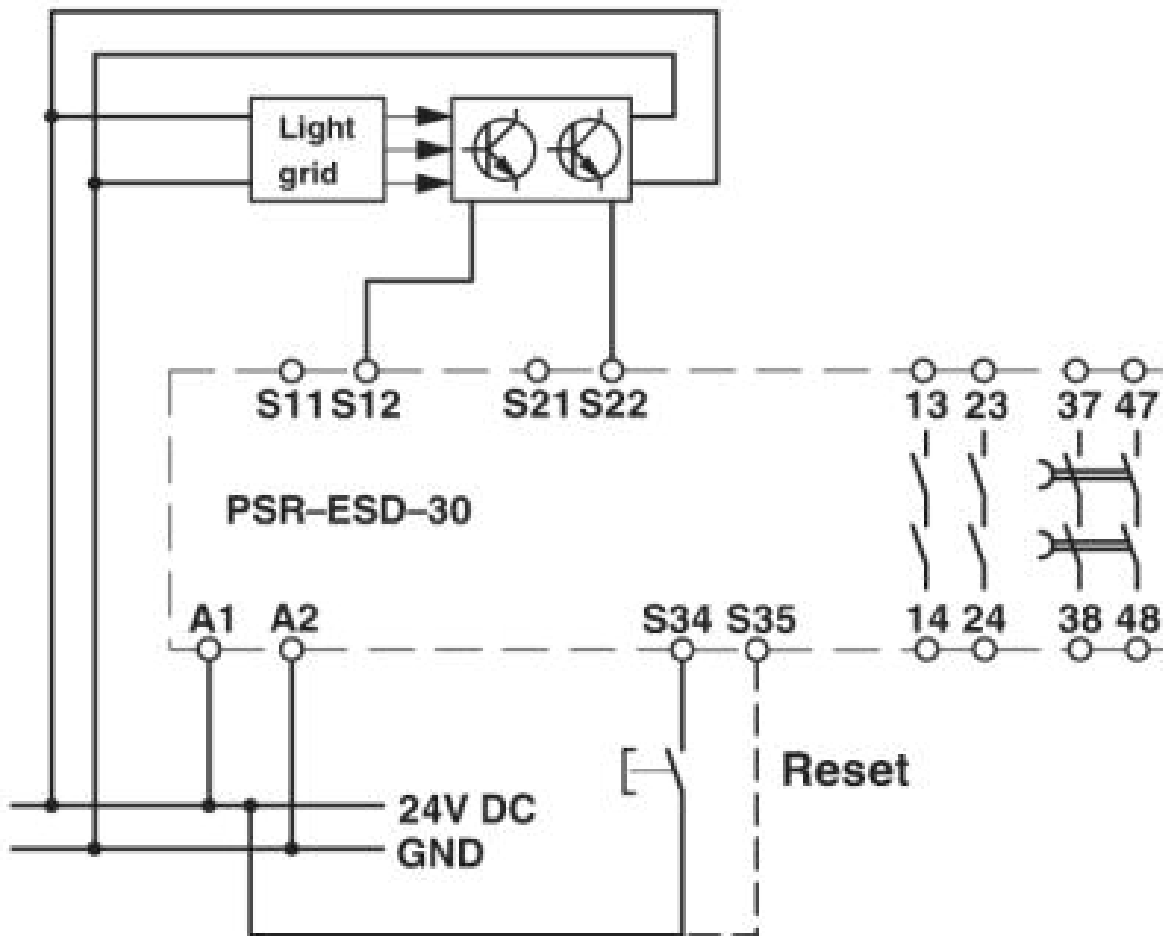 Light
grid
S11 S12 S21 S22 13 23 37 47
PSR-ESD-30
A1 A2 S34 S35 14 24 38 48
Reset
24V DC
GND